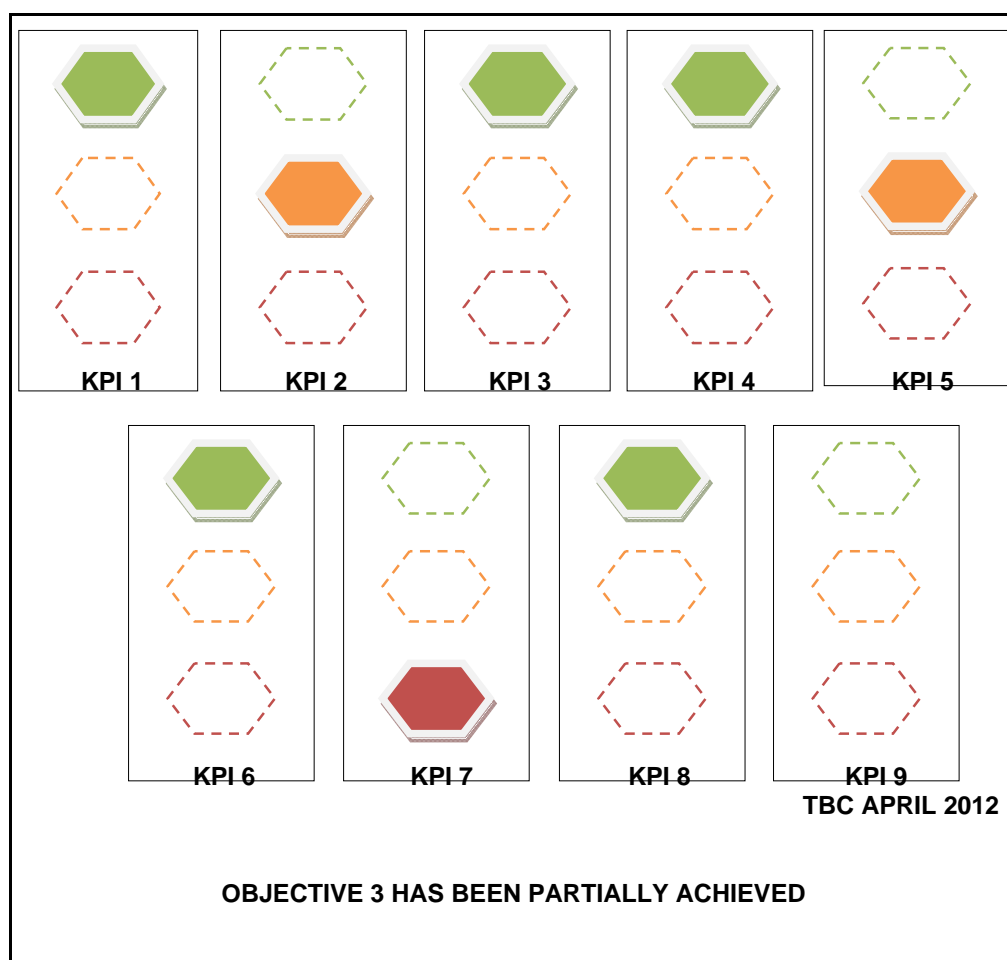 KPI 1
KPI 2
KPI 3
KPI 4
KPI 5
KPI 6
KPI 7
KPI 8
KPI 9
TBC APRIL 2012
OBJECTIVE 3 HAS BEEN PARTIALLY ACHIEVED